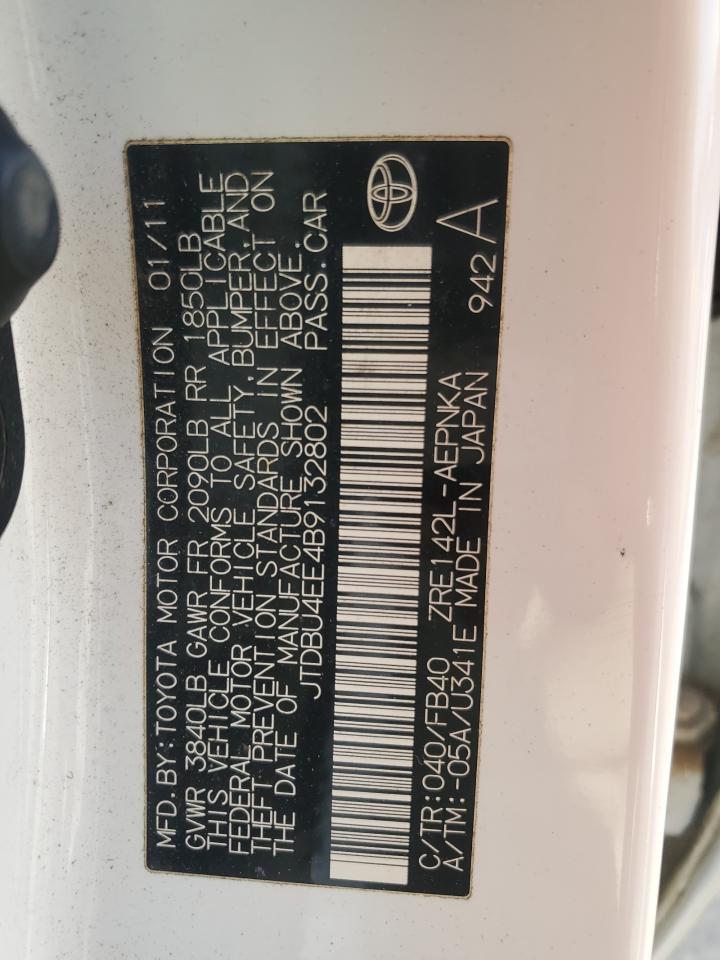 MFD.BY:TOYOTA MOTOR CORPORATION 01/11
GVWR 3840LB GAWR FR 2090LB RR 1850LB
THIS VEHICLE CONFORMS TO ALL APPLICABLE
FEDERAL MOTOR VEHICLE SAFETY,BUMPER,AND
THEFT PREVENTION STANDARDS IN EFFECT ON
THE DATE OF MANUFACTURE SHOWN ABOVE.
JTDBU4EE4B9132802 PASS.CAR
C/TR:040/FB40 ZRE142L-AEPNKA 942 A
A/TM:-05A/U341E MADE IN JAPAN